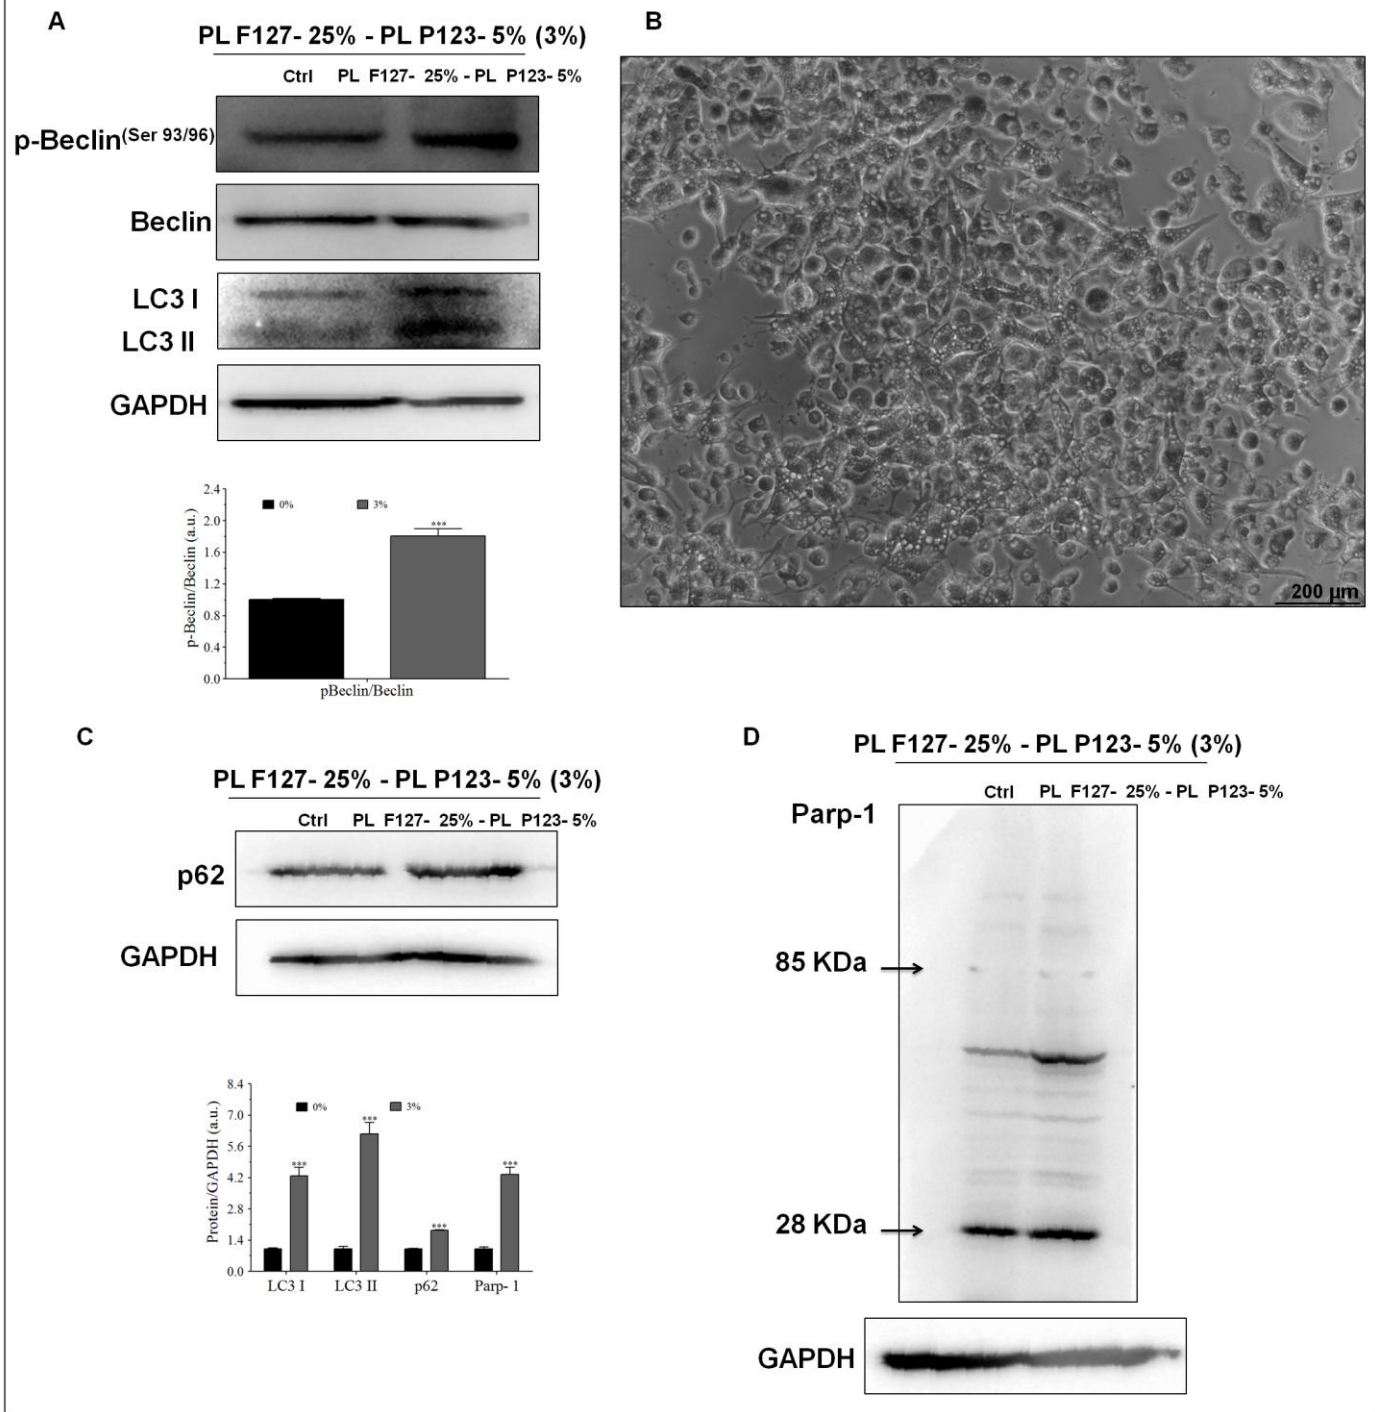 A
PL F127- 25% - PL P123- 5% (3%)
Ctrl PL F127- 25% - PL P123- 5%
p-Beclin(Ser 93/96)
Beclin
LC3 I
LC3 II
GAPDH
2.4
2.0
1.6
1.2
0.8
0.4
0.0
p-Beclin/Beclin (a.u.)
0% 3%
***
pBeclin/Beclin
B
200 µm
C
PL F127- 25% - PL P123- 5% (3%)
Ctrl PL F127- 25% - PL P123- 5%
p62
GAPDH
8.4
7.0
5.6
4.2
2.8
1.4
0.0
Protein/GAPDH (a.u.)
0% 3%
*** *** *** ***
LC3 I LC3 II p62 Parp- 1
D
PL F127- 25% - PL P123- 5% (3%)
Ctrl PL F127- 25% - PL P123- 5%
Parp-1
85 KDa
28 KDa
GAPDH